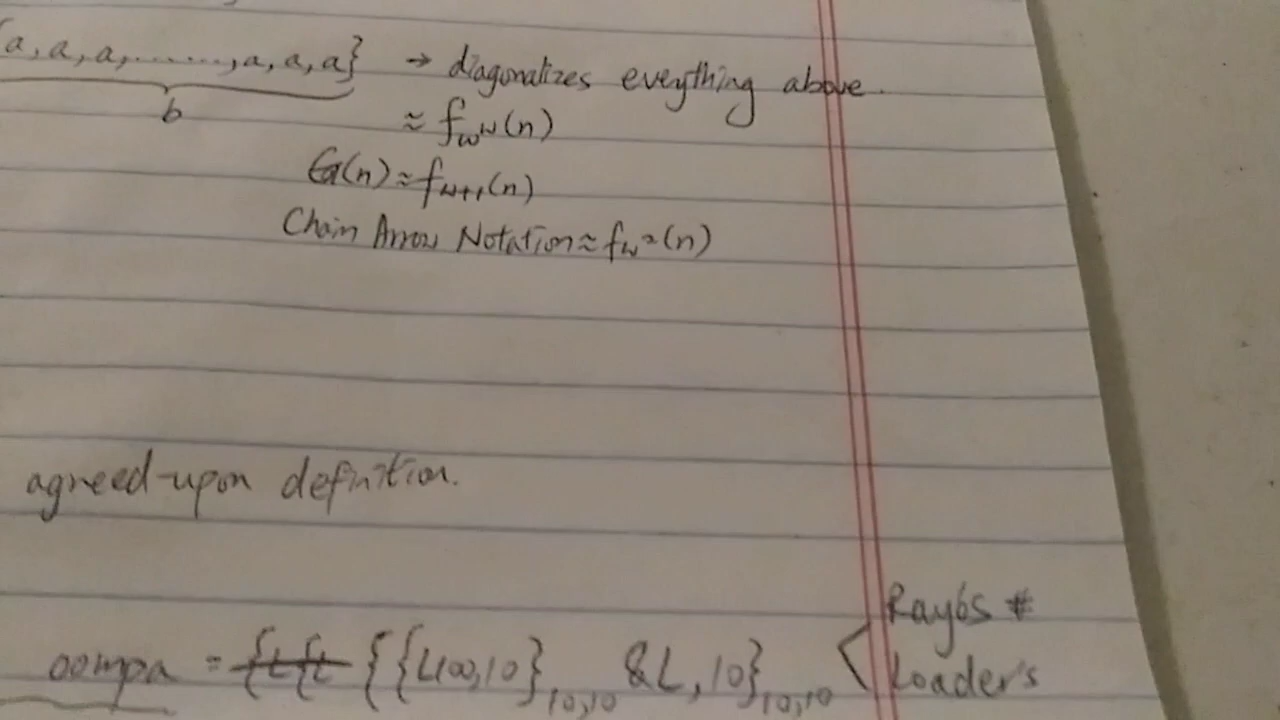 {a, a, a, ......., a, a, a} → diagonalizes everything above.
b
≈ f_ω^ω(n)
G(n) ≈ f_ω+1(n)
Chain Arrow Notation ≈ f_ω²(n)
agreed-upon definition.
oompa = {{L100,10}_10,10 &L, 10}_10,10 <
Rayo's #
Loader's